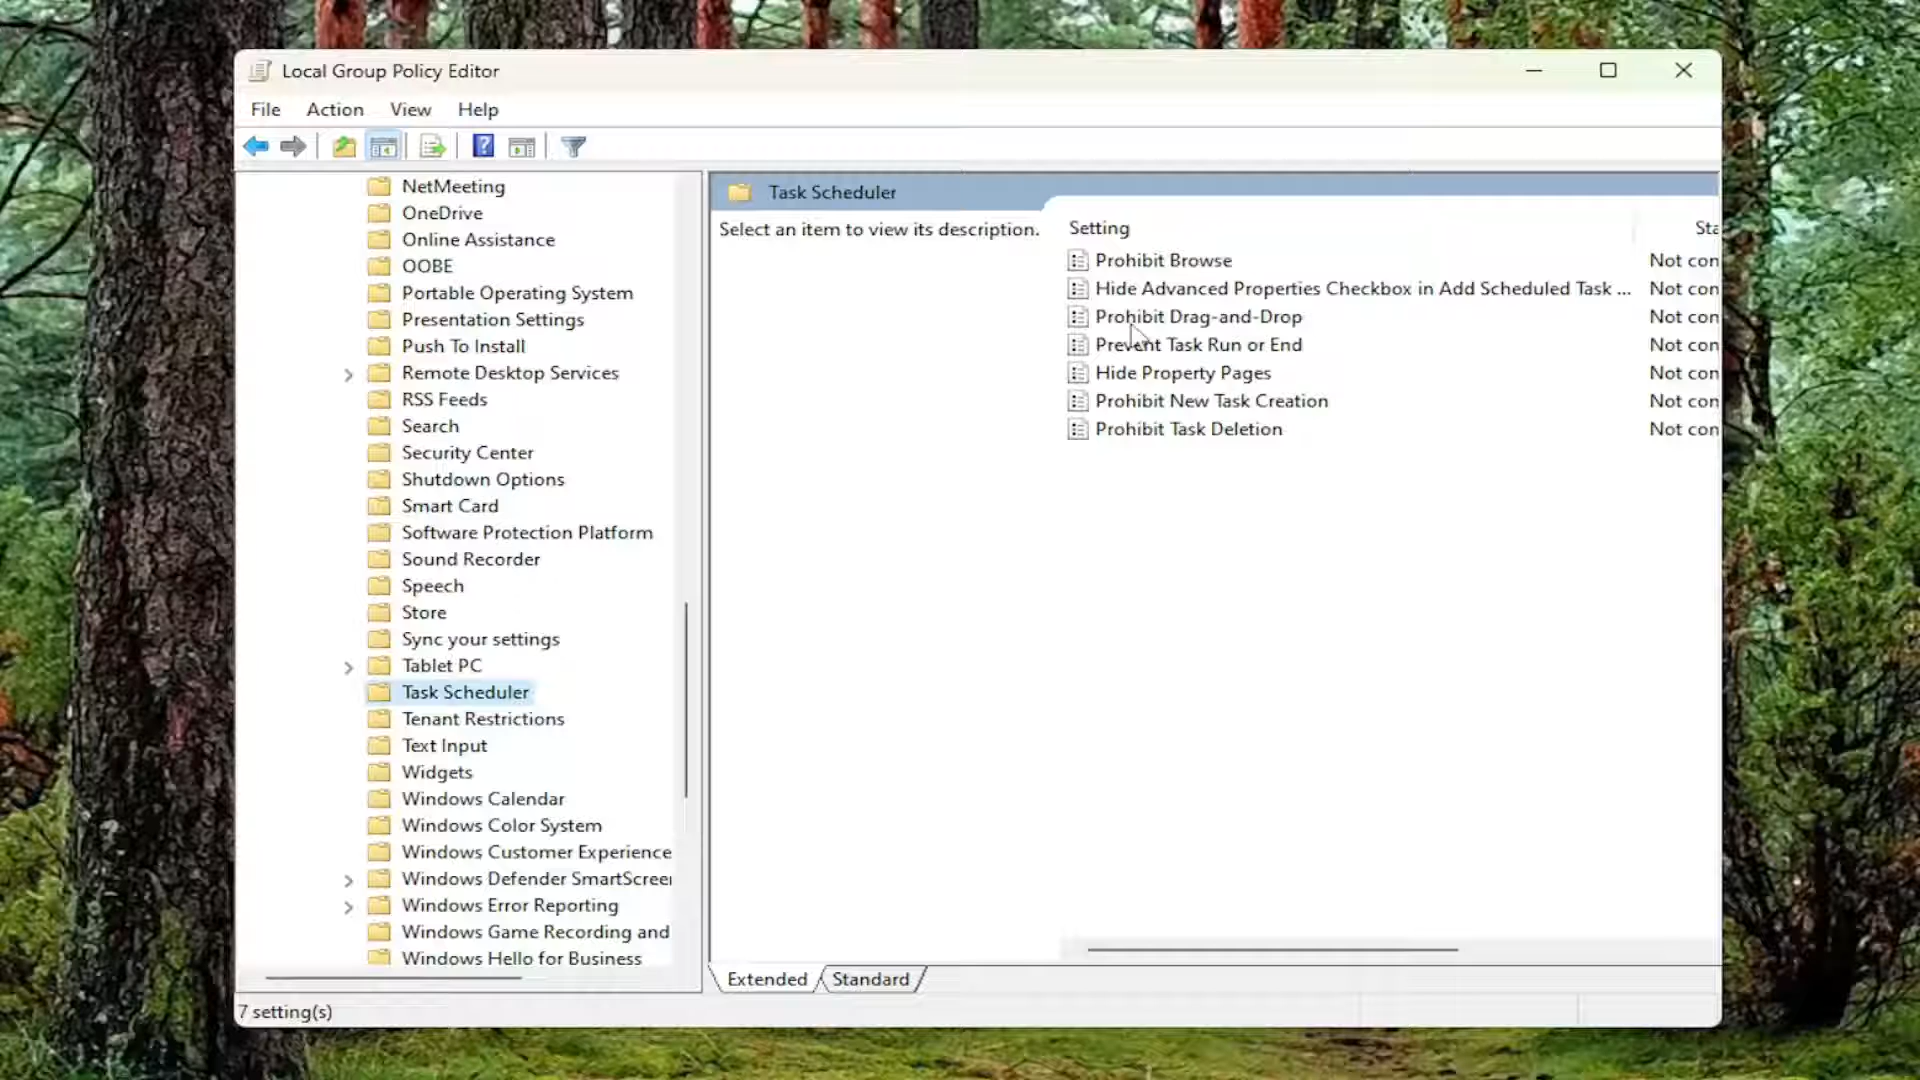 Local Group Policy Editor
File Action View Help
NetMeeting
OneDrive
Online Assistance
OOBE
Portable Operating System
Presentation Settings
Push To Install
Remote Desktop Services
RSS Feeds
Search
Security Center
Shutdown Options
Smart Card
Software Protection Platform
Sound Recorder
Speech
Store
Sync your settings
Tablet PC
Task Scheduler
Tenant Restrictions
Text Input
Widgets
Windows Calendar
Windows Color System
Windows Customer Experience
Windows Defender SmartScreen
Windows Error Reporting
Windows Game Recording and
Windows Hello for Business
Task Scheduler
Select an item to view its description.
Setting Sta
Prohibit Browse Not con
Hide Advanced Properties Checkbox in Add Scheduled Task ... Not con
Prohibit Drag-and-Drop Not con
Prevent Task Run or End Not con
Hide Property Pages Not con
Prohibit New Task Creation Not con
Prohibit Task Deletion Not con
Extended Standard
7 setting(s)